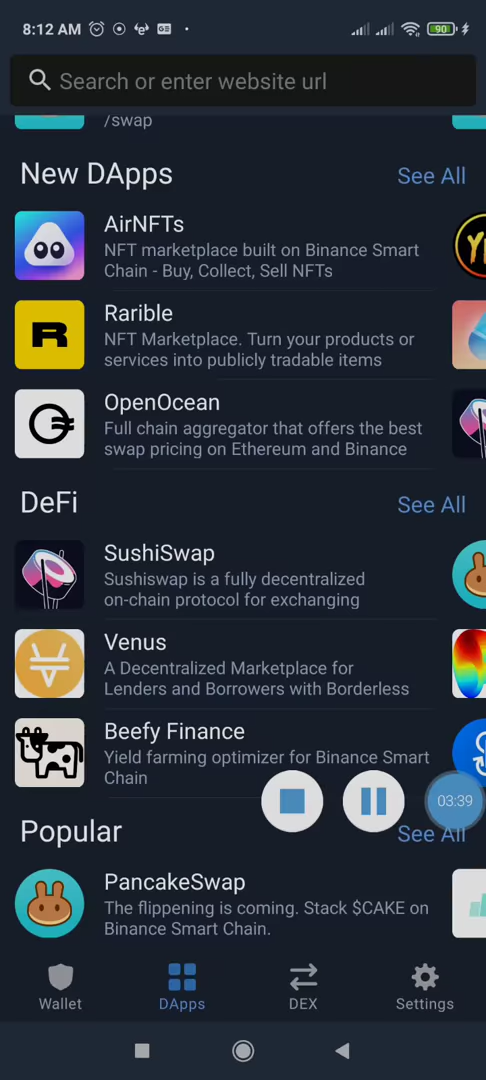 8:12 AM
90
Search or enter website url
/swap
New DApps
See All
AirNFTs
NFT marketplace built on Binance Smart
Chain - Buy, Collect, Sell NFTs
Rarible
NFT Marketplace. Turn your products or
services into publicly tradable items
R
OpenOcean
Full chain aggregator that offers the best
swap pricing on Ethereum and Binance
DeFi
See All
SushiSwap
Sushiswap is a fully decentralized
on-chain protocol for exchanging
Venus
A Decentralized Marketplace for
Lenders and Borrowers with Borderless
Beefy Finance
Yield farming optimizer for Binance Smart
Chain
03:39
Popular
See All
PancakeSwap
The flippening is coming. Stack $CAKE on
Binance Smart Chain.
Wallet
DApps
DEX
Settings